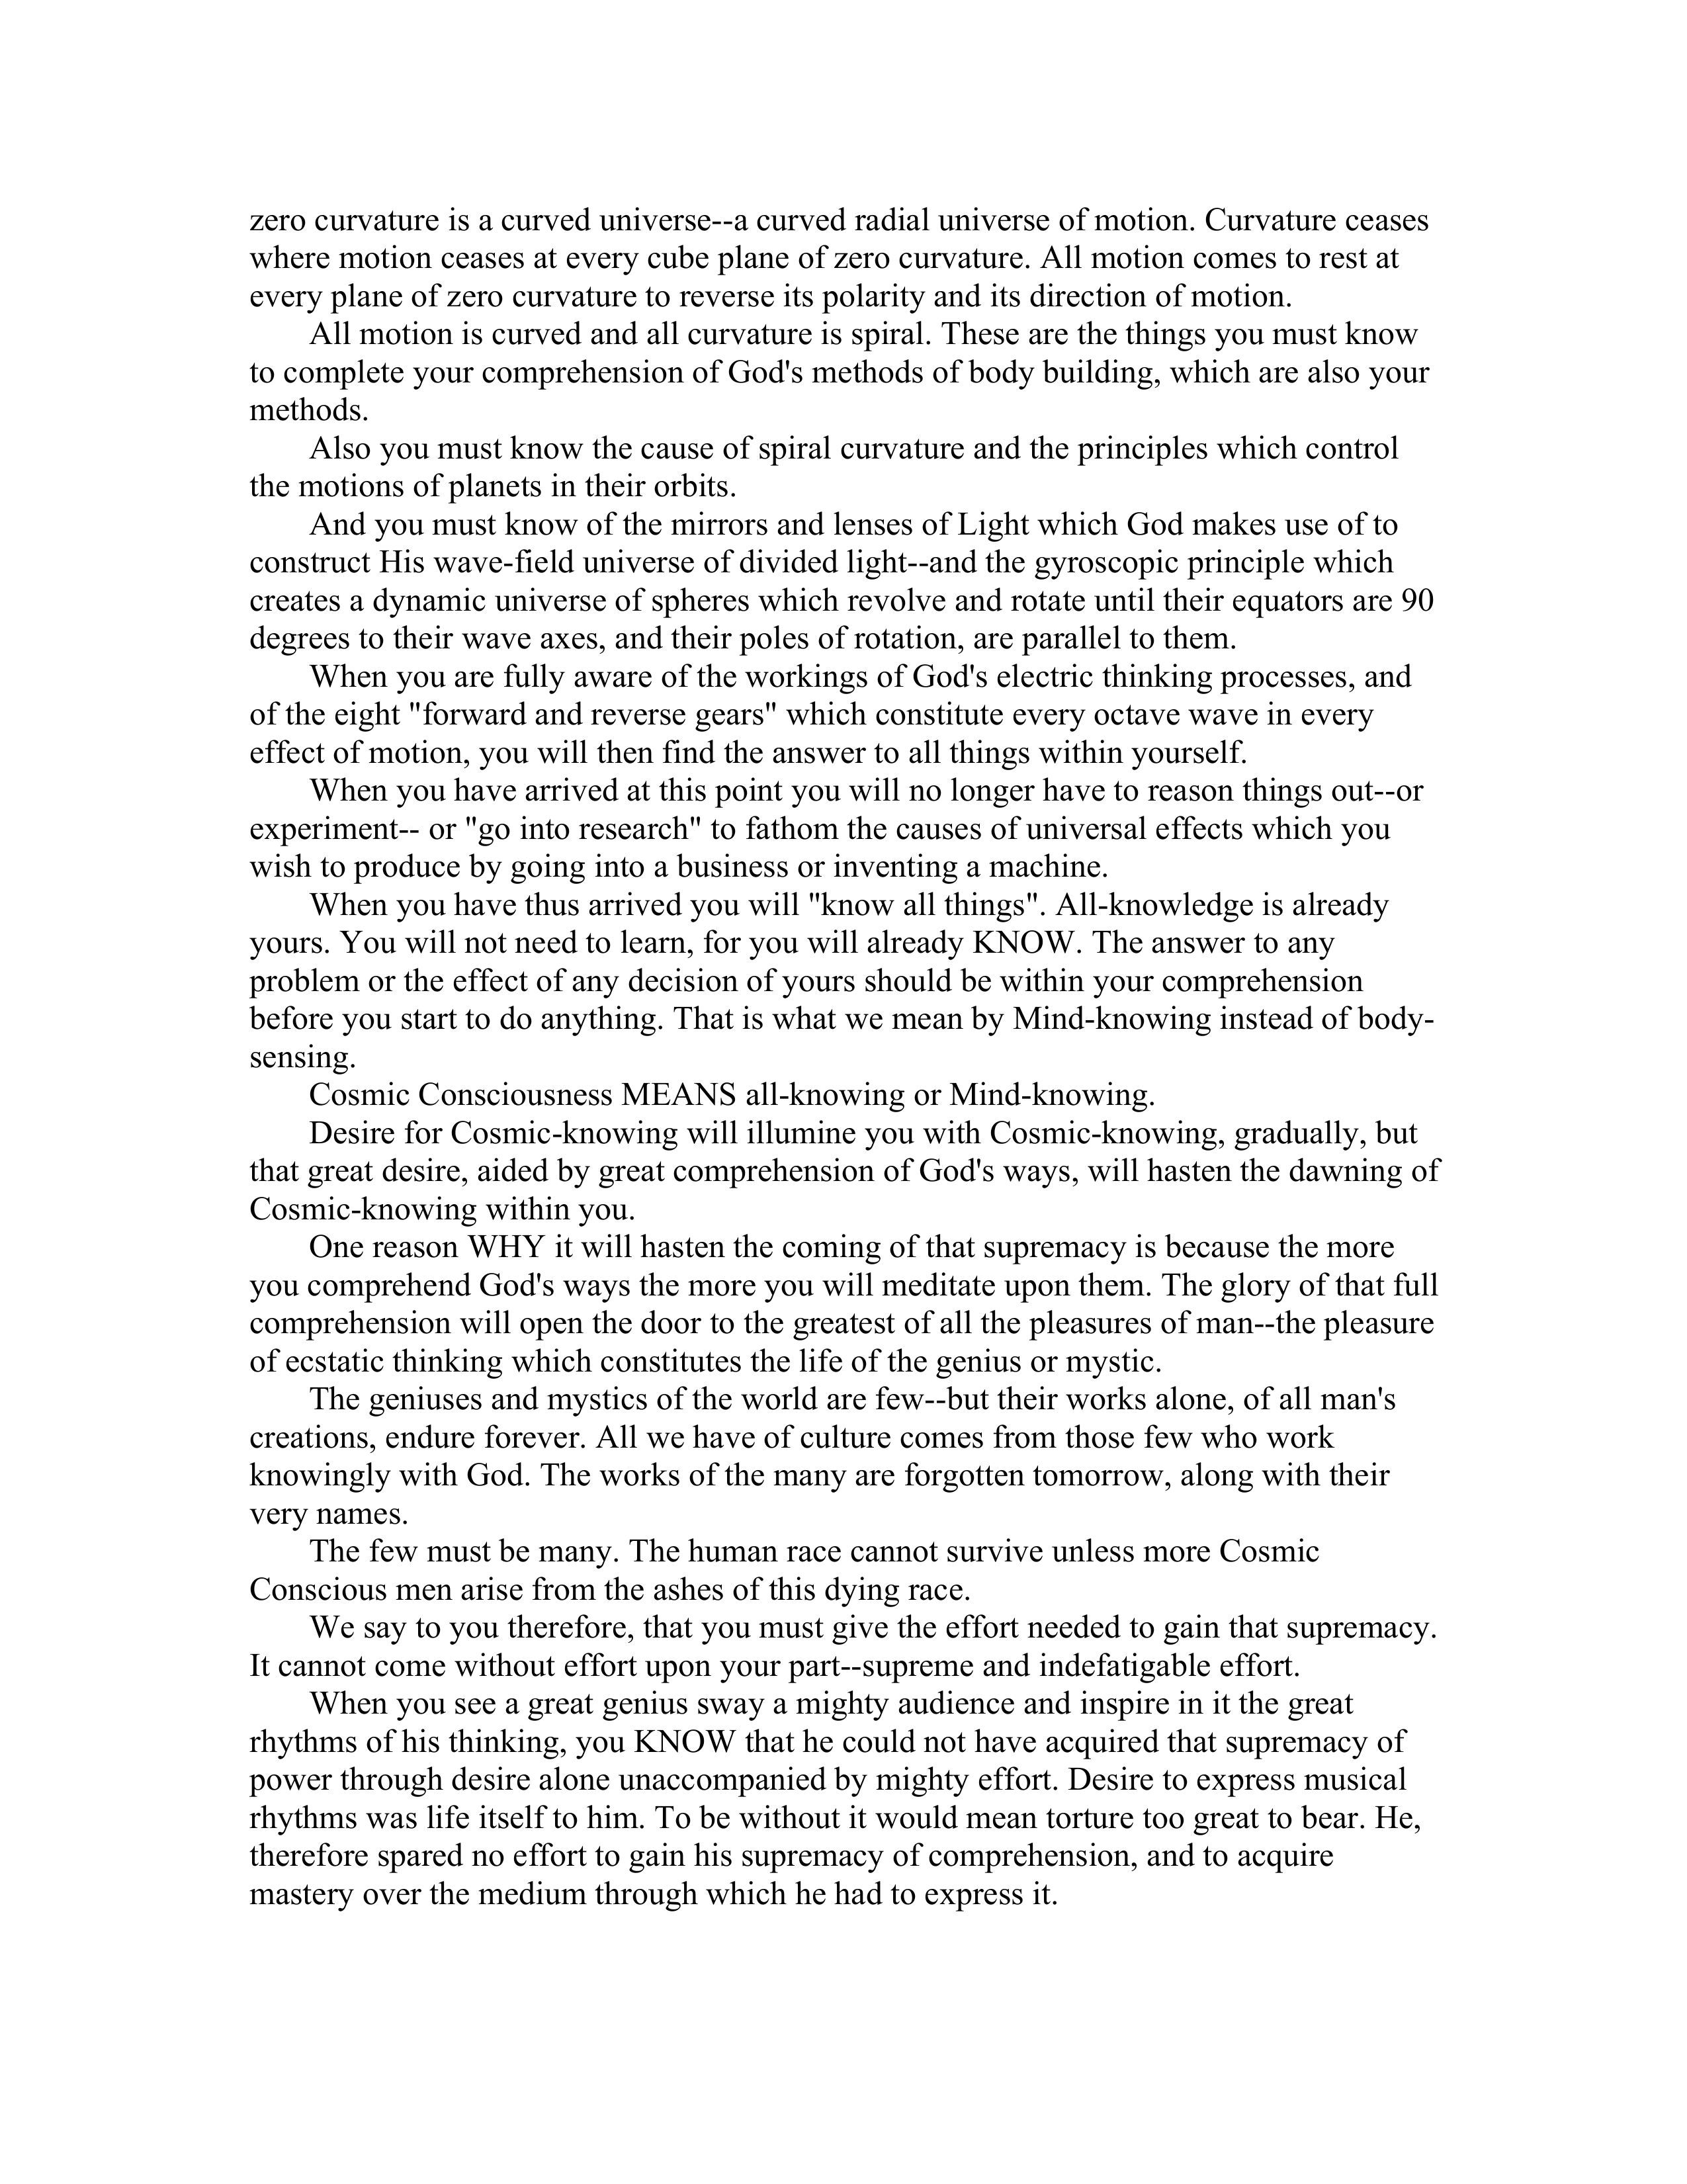 zero curvature is a curved universe--a curved radial universe of motion. Curvature ceases
where motion ceases at every cube plane of zero curvature. All motion comes to rest at
every plane of zero curvature to reverse its polarity and its direction of motion.
All motion is curved and all curvature is spiral. These are the things you must know
to complete your comprehension of God's methods of body building, which are also your
methods.
Also you must know the cause of spiral curvature and the principles which control
the motions of planets in their orbits.
And you must know of the mirrors and lenses of Light which God makes use of to
construct His wave-field universe of divided light--and the gyroscopic principle which
creates a dynamic universe of spheres which revolve and rotate until their equators are 90
degrees to their wave axes, and their poles of rotation, are parallel to them.
When you are fully aware of the workings of God's electric thinking processes, and
of the eight "forward and reverse gears" which constitute every octave wave in every
effect of motion, you will then find the answer to all things within yourself.
When you have arrived at this point you will no longer have to reason things out--or
experiment-- or "go into research" to fathom the causes of universal effects which you
wish to produce by going into a business or inventing a machine.
When you have thus arrived you will "know all things". All-knowledge is already
yours. You will not need to learn, for you will already KNOW. The answer to any
problem or the effect of any decision of yours should be within your comprehension
before you start to do anything. That is what we mean by Mind-knowing instead of body-
sensing.
Cosmic Consciousness MEANS all-knowing or Mind-knowing.
Desire for Cosmic-knowing will illumine you with Cosmic-knowing, gradually, but
that great desire, aided by great comprehension of God's ways, will hasten the dawning of
Cosmic-knowing within you.
One reason WHY it will hasten the coming of that supremacy is because the more
you comprehend God's ways the more you will meditate upon them. The glory of that full
comprehension will open the door to the greatest of all the pleasures of man--the pleasure
of ecstatic thinking which constitutes the life of the genius or mystic.
The geniuses and mystics of the world are few--but their works alone, of all man's
creations, endure forever. All we have of culture comes from those few who work
knowingly with God. The works of the many are forgotten tomorrow, along with their
very names.
The few must be many. The human race cannot survive unless more Cosmic
Conscious men arise from the ashes of this dying race.
We say to you therefore, that you must give the effort needed to gain that supremacy.
It cannot come without effort upon your part--supreme and indefatigable effort.
When you see a great genius sway a mighty audience and inspire in it the great
rhythms of his thinking, you KNOW that he could not have acquired that supremacy of
power through desire alone unaccompanied by mighty effort. Desire to express musical
rhythms was life itself to him. To be without it would mean torture too great to bear. He,
therefore spared no effort to gain his supremacy of comprehension, and to acquire
mastery over the medium through which he had to express it.